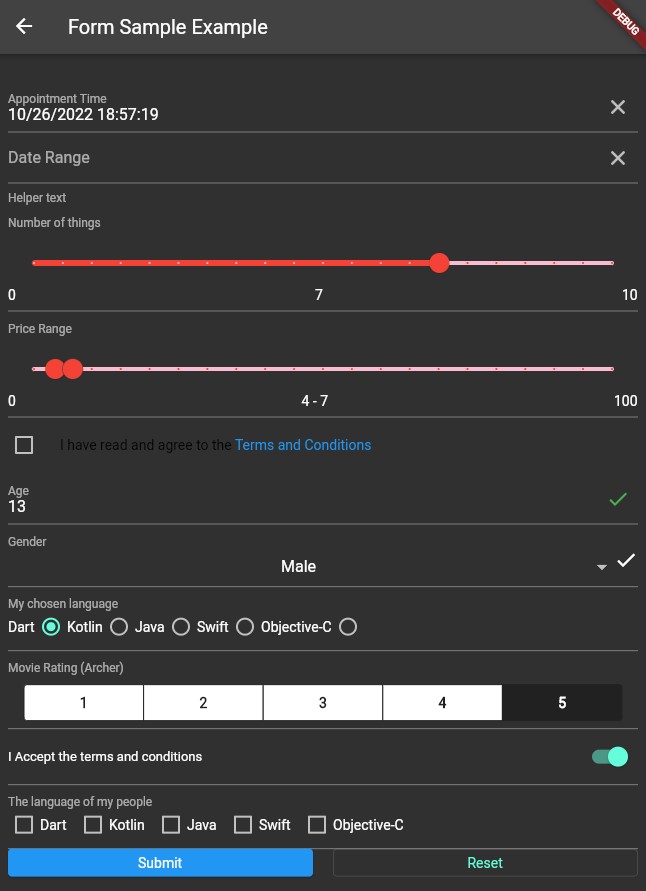 Form Sample Example
DEBUG
Appointment Time
10/26/2022 18:57:19
Date Range
Helper text
Number of things
0 7 10
Price Range
0 4 - 7 100
I have read and agree to the Terms and Conditions
Age
13
Gender
Male
My chosen language
Dart Kotlin Java Swift Objective-C
Movie Rating (Archer)
1 2 3 4 5
I Accept the terms and conditions
The language of my people
Dart Kotlin Java Swift Objective-C
Submit Reset